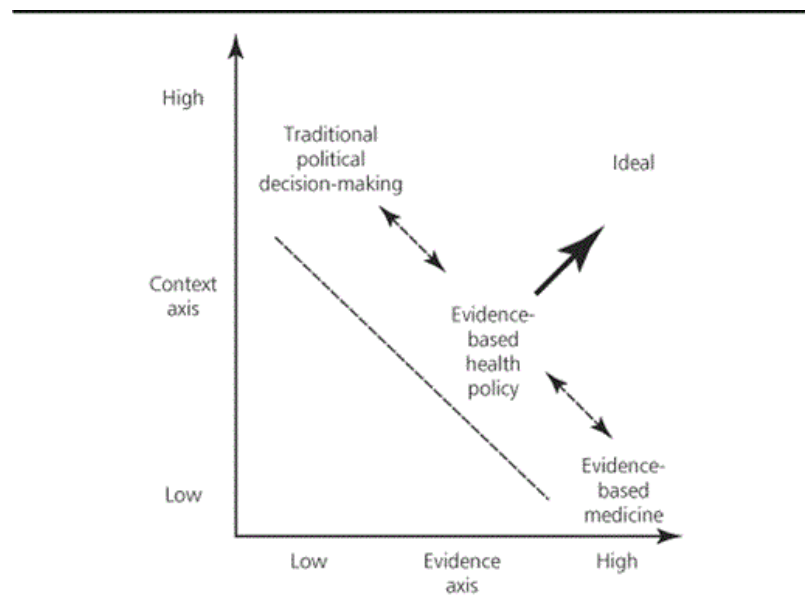 High
Traditional
political
decision-making
Ideal
Context
axis
Evidence-
based
health
policy
Low
Evidence-
based
medicine
Low
Evidence
axis
High